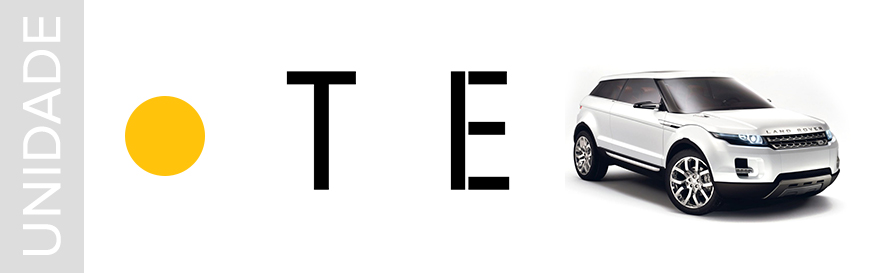 UNIDADE
T E
LAND ROVER